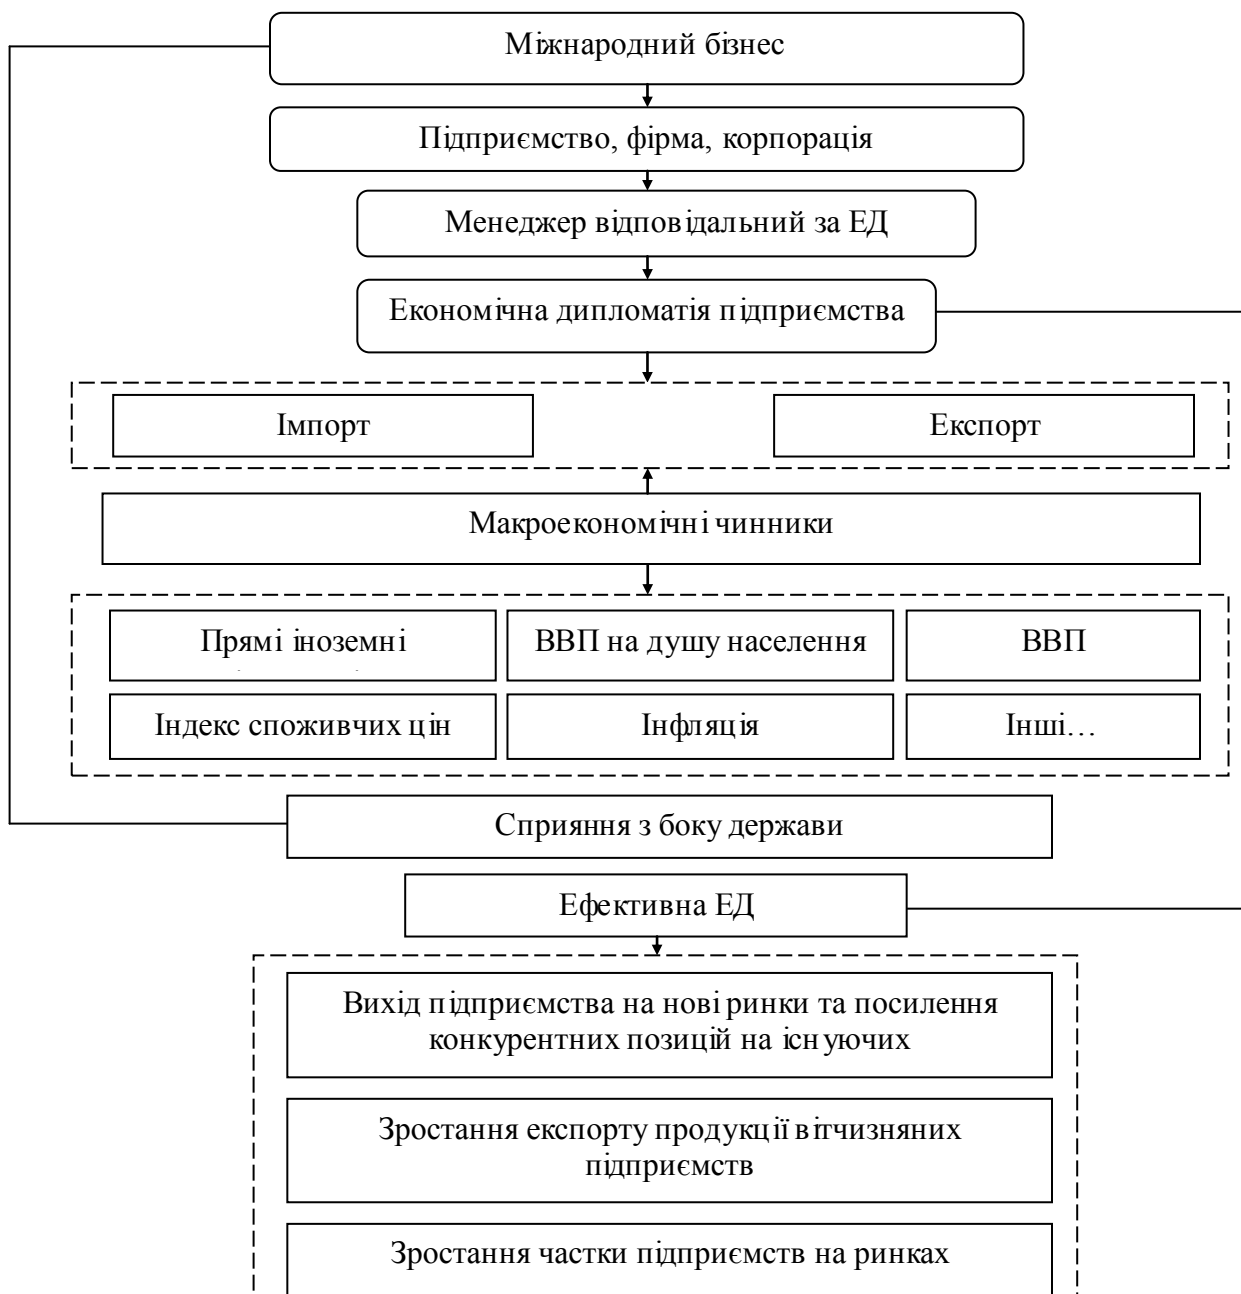 Міжнародний бізнес
Підприємство, фірма, корпорація
Менеджер відповідальний за ЕД
Економічна дипломатія підприємства
Імпорт
Експорт
Макроекономічні чинники
Прямі іноземні
ВВП на душу населення
ВВП
Індекс споживчих цін
Інфляція
Інші…
Сприяння з боку держави
Ефективна ЕД
Вихід підприємства на нові ринки та посилення
конкурентних позицій на існуючих
Зростання експорту продукції вітчизняних
підприємств
Зростання частки підприємств на ринках